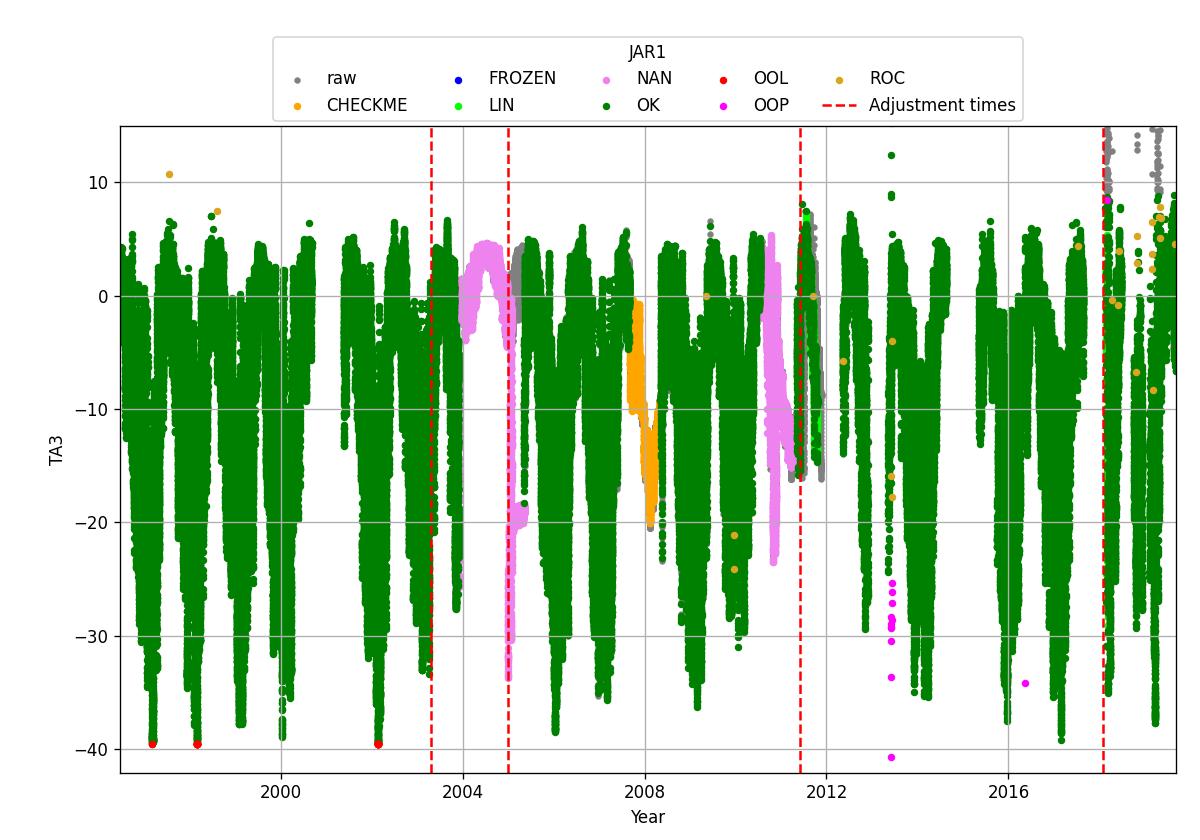 JAR1
raw FROZEN NAN OOL ROC
CHECKME LIN OK OOP Adjustment times
10
0
−10
−20
−30
−40
TA3
2000 2004 2008 2012 2016
Year